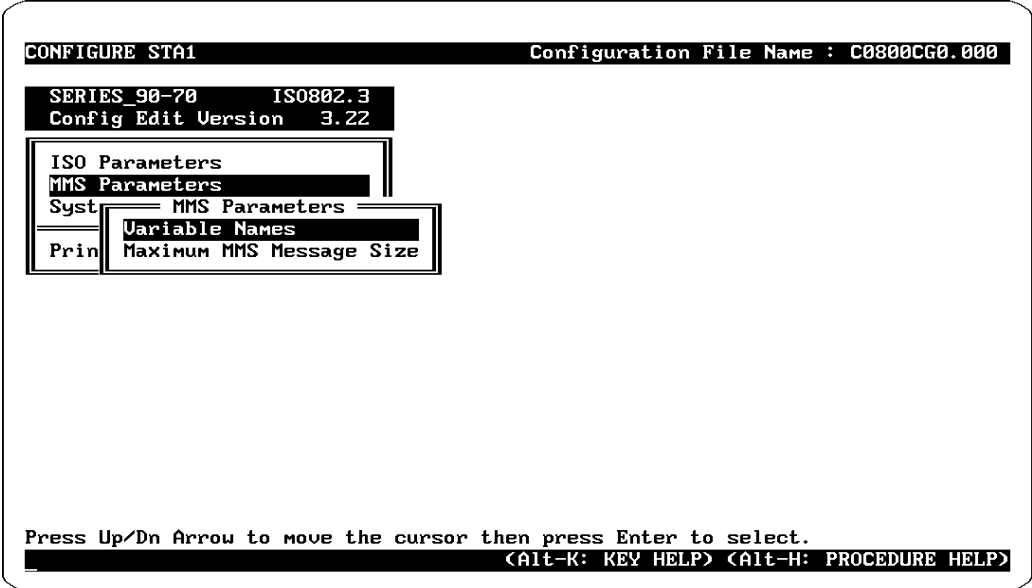 CONFIGURE STA1 Configuration File Name : C0800CG0.000
SERIES_90-70 ISO802.3
Config Edit Version 3.22
ISO Parameters
MMS Parameters
Syst
MMS Parameters
Variable Names
Prin
Maximum MMS Message Size
Press Up/Dn Arrow to move the cursor then press Enter to select.
(Alt-K: KEY HELP) (Alt-H: PROCEDURE HELP)